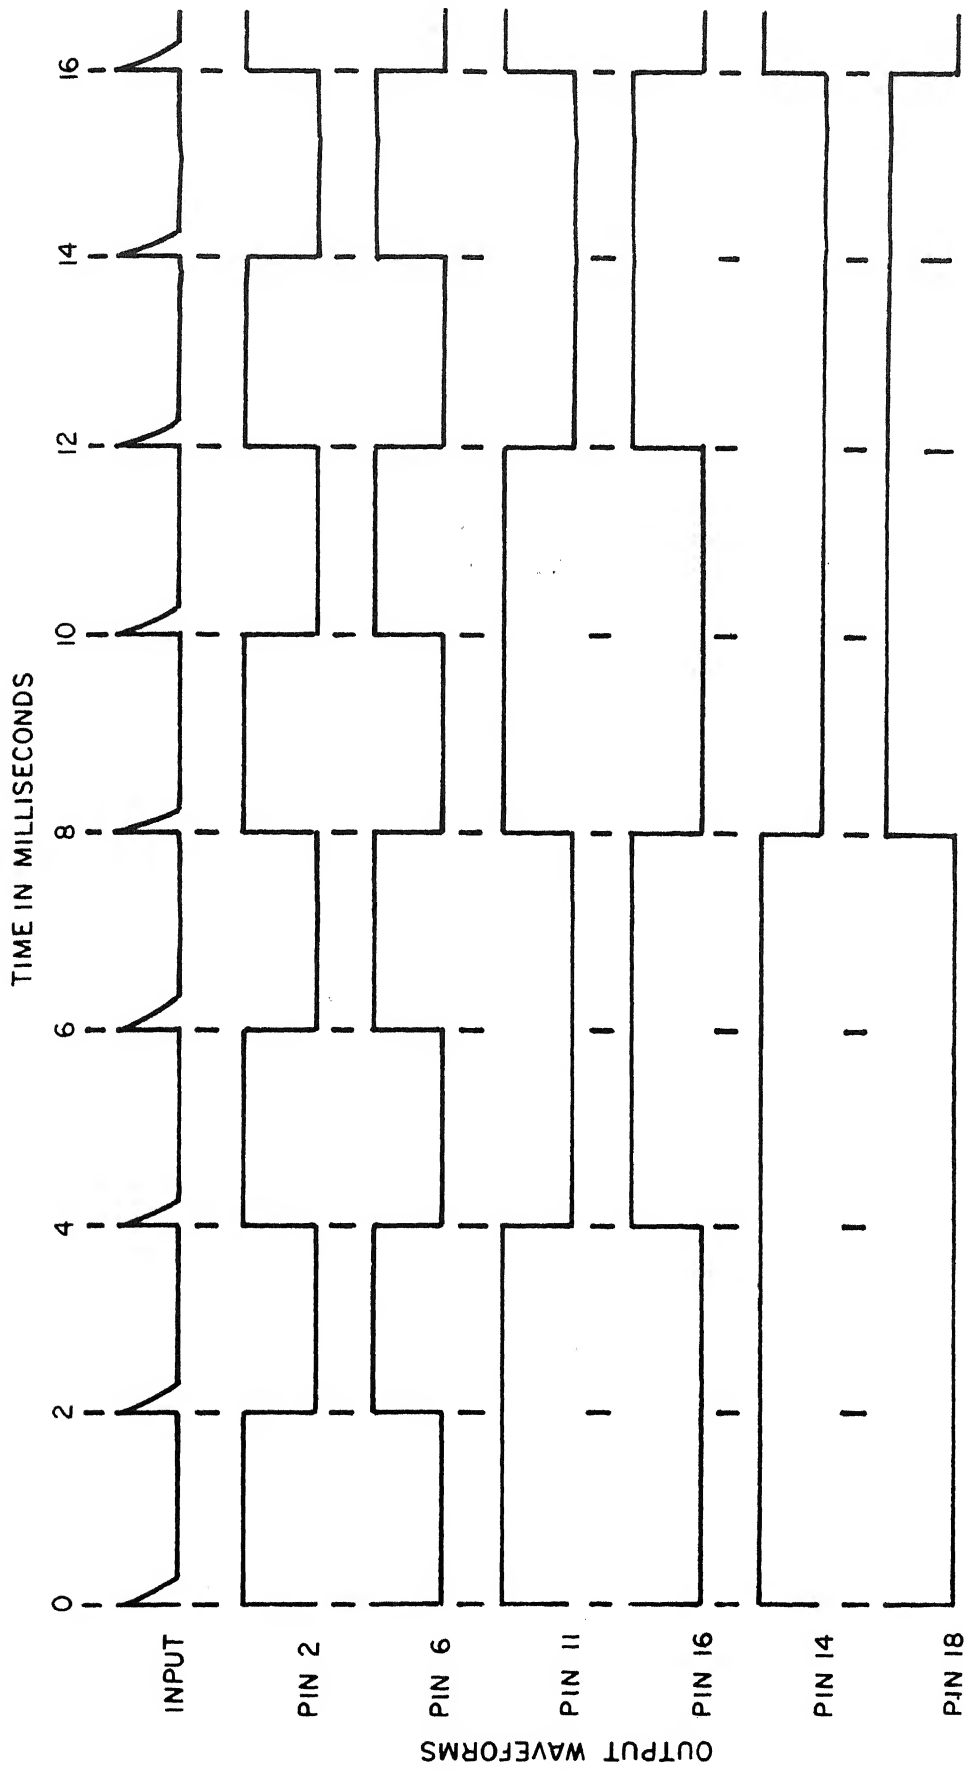 TIME IN MILLISECONDS
0 2 4 6 8 10 12 14 16
INPUT
PIN 2
PIN 6
PIN 11
PIN 16
PIN 14
PIN 18
OUTPUT WAVEFORMS